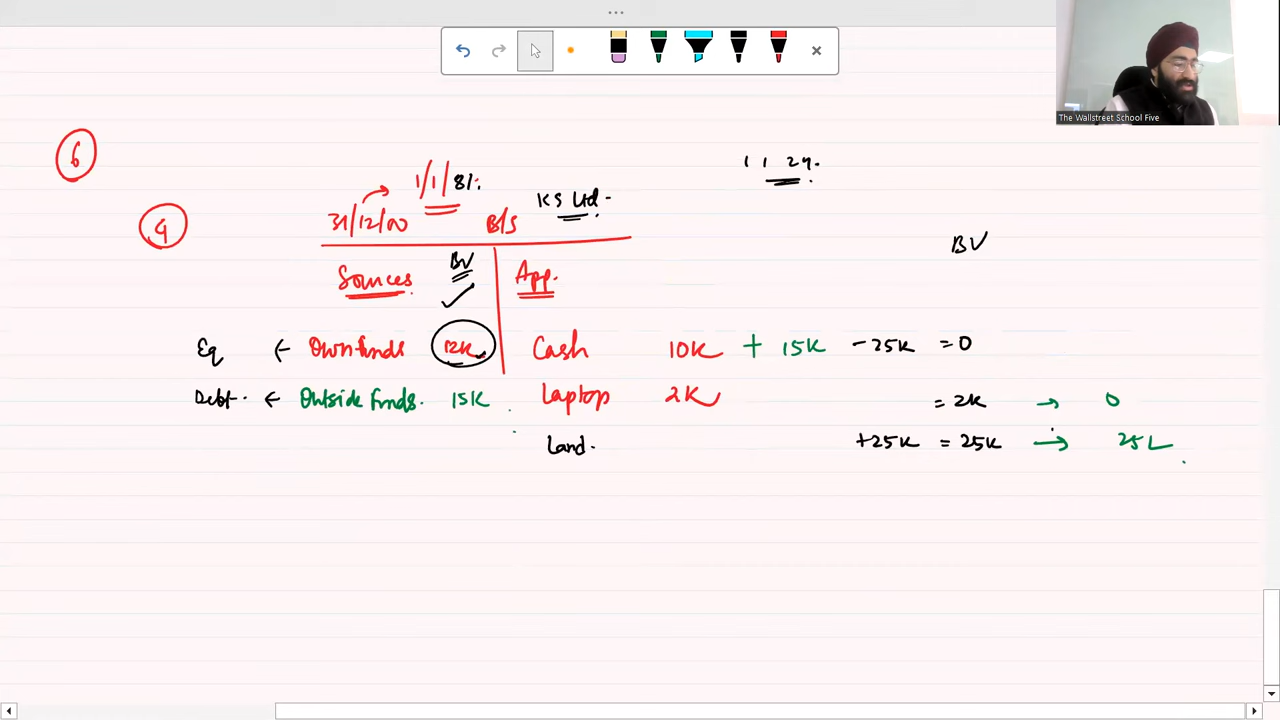 The Wallstreet School Five
6
1/1/81.
1 1 24.
KS Ltd.
9
31/12/00
B/S
BV
Sources
BV
App.
Eq ← Own funds 12K Cash 10K + 15K - 25K = 0
Debt. ← Outside funds. 15K Laptop 2K = 2K → 0
Land. +25K = 25K → 25L